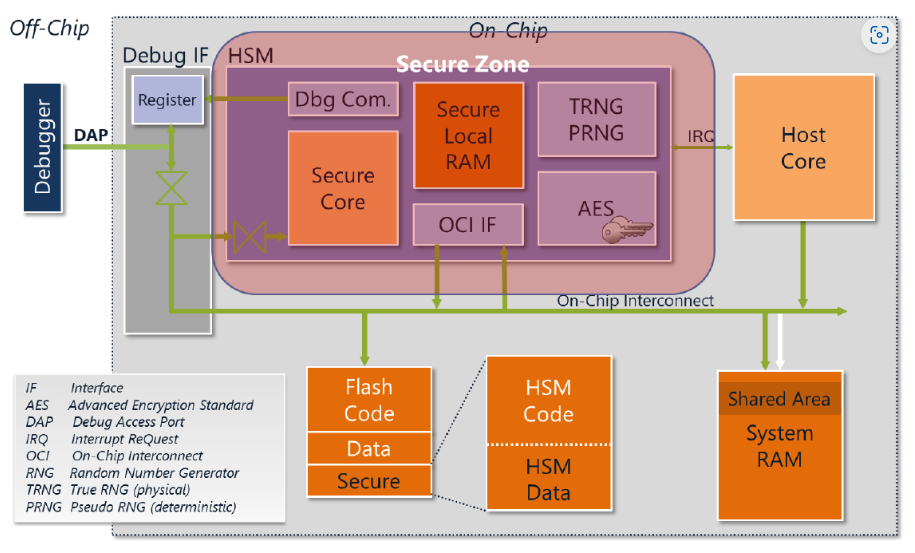 Off-Chip
On-Chip
Debug IF
HSM
Secure Zone
Debugger
DAP
Register
Dbg Com.
Secure
Core
Secure
Local
RAM
OCI IF
TRNG
PRNG
AES
IRQ
Host
Core
On-Chip Interconnect
Flash
Code
Data
Secure
HSM
Code
HSM
Data
Shared Area
System
RAM
IF Interface
AES Advanced Encryption Standard
DAP Debug Access Port
IRQ Interrupt ReQuest
OCI On-Chip Interconnect
RNG Random Number Generator
TRNG True RNG (physical)
PRNG Pseudo RNG (deterministic)